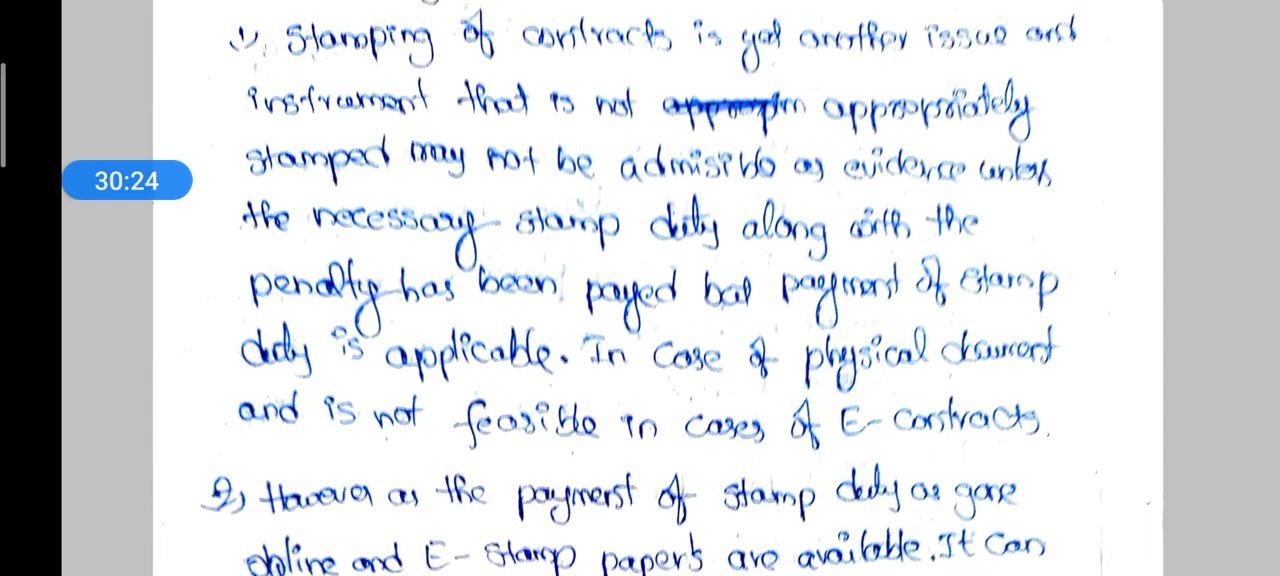 1) Stamping of contracts is yet another issue and
instrument that is not appropriately
stamped may not be admisible as evidence unless
30:24
the necessary stamp duty along with the
penalty has been payed but payment of stamp
duty is applicable. In case of physical document
and is not feasible in cases of E-contracts.
2) However as the payment of stamp duty as gone
online and E-stamp papers are available. It can